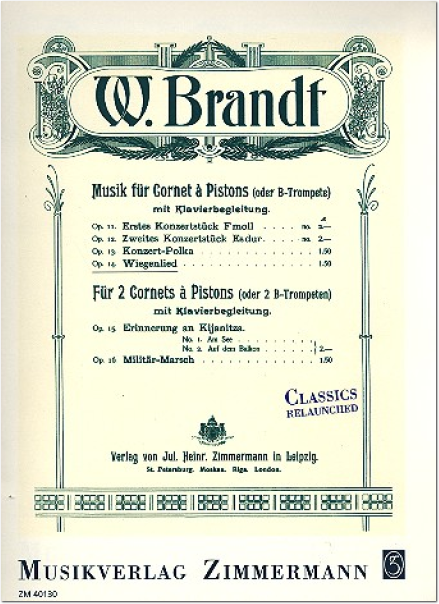 W. Brandt
Musik für Cornet à Pistons (oder B-Trompete)
mit Klavierbegleitung.
Op. 11. Erstes Konzertstück F moll . . . . no. 2.—
Op. 12. Zweites Konzertstück Es dur. . . . no. 2.—
Op. 13. Konzert-Polka . . . . . . . . . . 1.50
Op. 14. Wiegenlied . . . . . . . . . . . 1.50
Für 2 Cornets à Pistons (oder 2 B-Trompeten)
mit Klavierbegleitung.
Op. 15. Erinnerung an Kijanitza.
No. 1. Am See . . . . . . .
No. 2. Auf dem Balkon . . . . . 2.—
Op. 16. Militär-Marsch . . . . . . . . . 1.50
CLASSICS
RELAUNCHED
Verlag von Jul. Heinr. Zimmermann in Leipzig.
St. Petersburg. Moskau. Riga. London.
MUSIKVERLAG ZIMMERMANN
ZM 40130